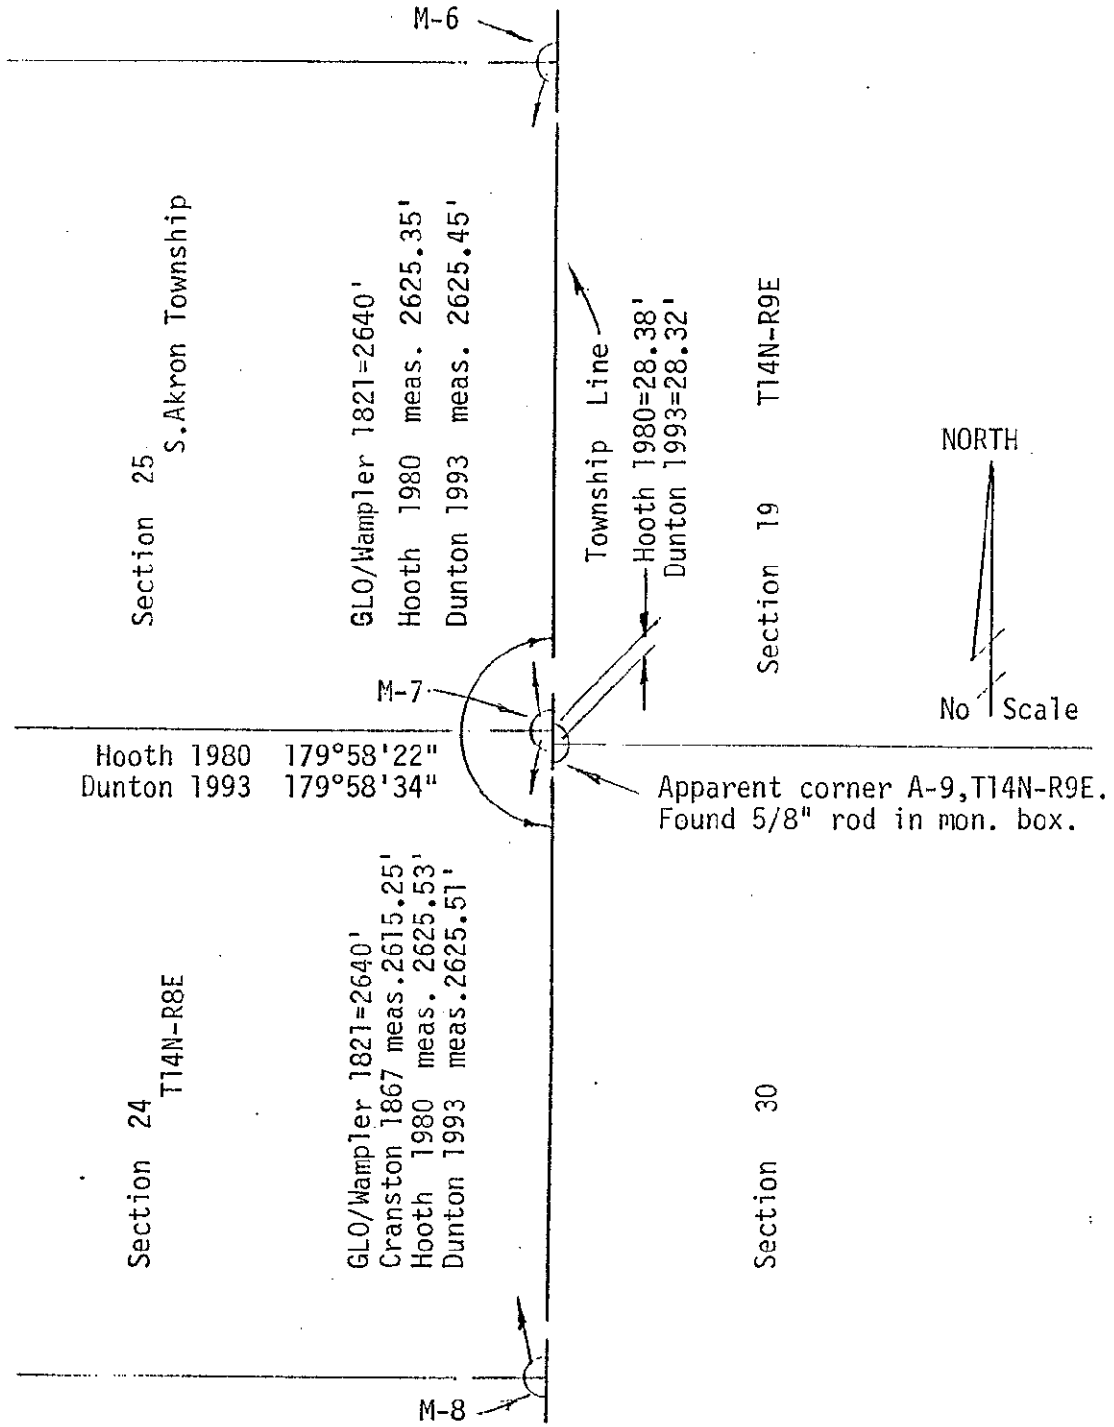 M-6
Section 25
S.Akron Township
GLO/Wampler 1821=2640'
Hooth 1980 meas. 2625.35'
Dunton 1993 meas. 2625.45'
Township Line
Hooth 1980=28.38'
Dunton 1993=28.32'
Section 19 T14N-R9E
NORTH
No Scale
M-7
Hooth 1980 179°58'22"
Dunton 1993 179°58'34"
Apparent corner A-9,T14N-R9E.
Found 5/8" rod in mon. box.
Section 24
T14N-R8E
GLO/Wampler 1821=2640'
Cranston 1867 meas.2615.25'
Hooth 1980 meas. 2625.53'
Dunton 1993 meas.2625.51'
Section 30
M-8